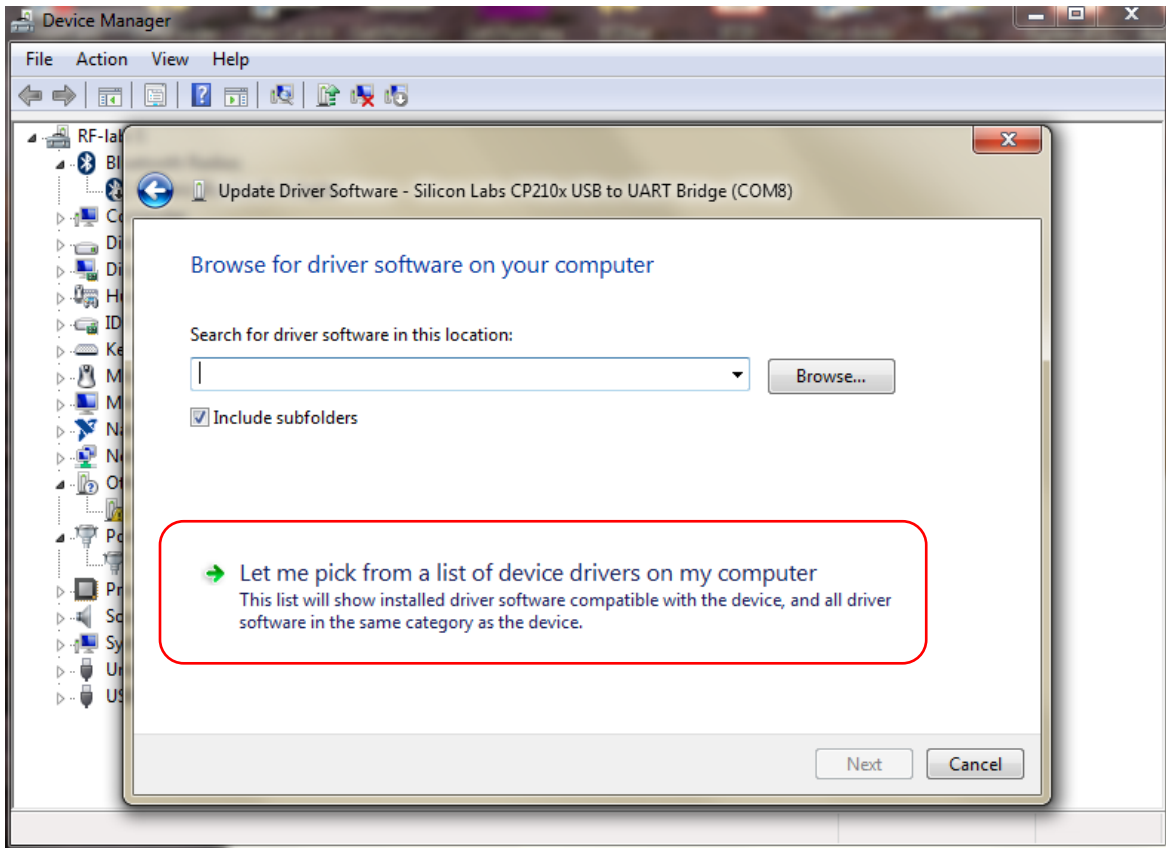 Device Manager
File Action View Help
RF-lab
Update Driver Software - Silicon Labs CP210x USB to UART Bridge (COM8)
Browse for driver software on your computer
Search for driver software in this location:
Browse...
Include subfolders
Let me pick from a list of device drivers on my computer
This list will show installed driver software compatible with the device, and all driver
software in the same category as the device.
Next Cancel